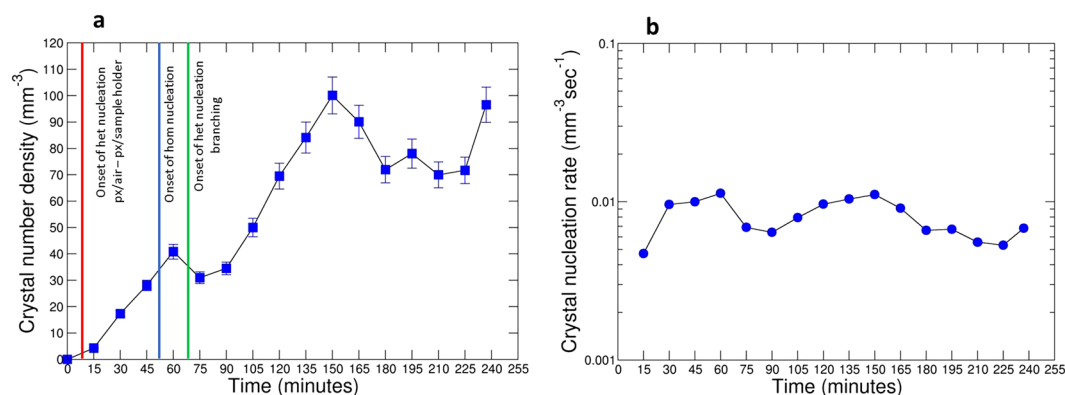 a
Crystal number density (mm⁻³)
120
110
100
90
80
70
60
50
40
30
20
10
0
Onset of het nucleation
px/air – px/sample holder
Onset of hom nucleation
Onset of het nucleation
branching
0 15 30 45 60 75 90 105 120 135 150 165 180 195 210 225 240 255
Time (minutes)
b
Crystal nucleation rate (mm⁻³ sec⁻¹)
0.1
0.01
0.001
0 15 30 45 60 75 90 105 120 135 150 165 180 195 210 225 240 255
Time (minutes)